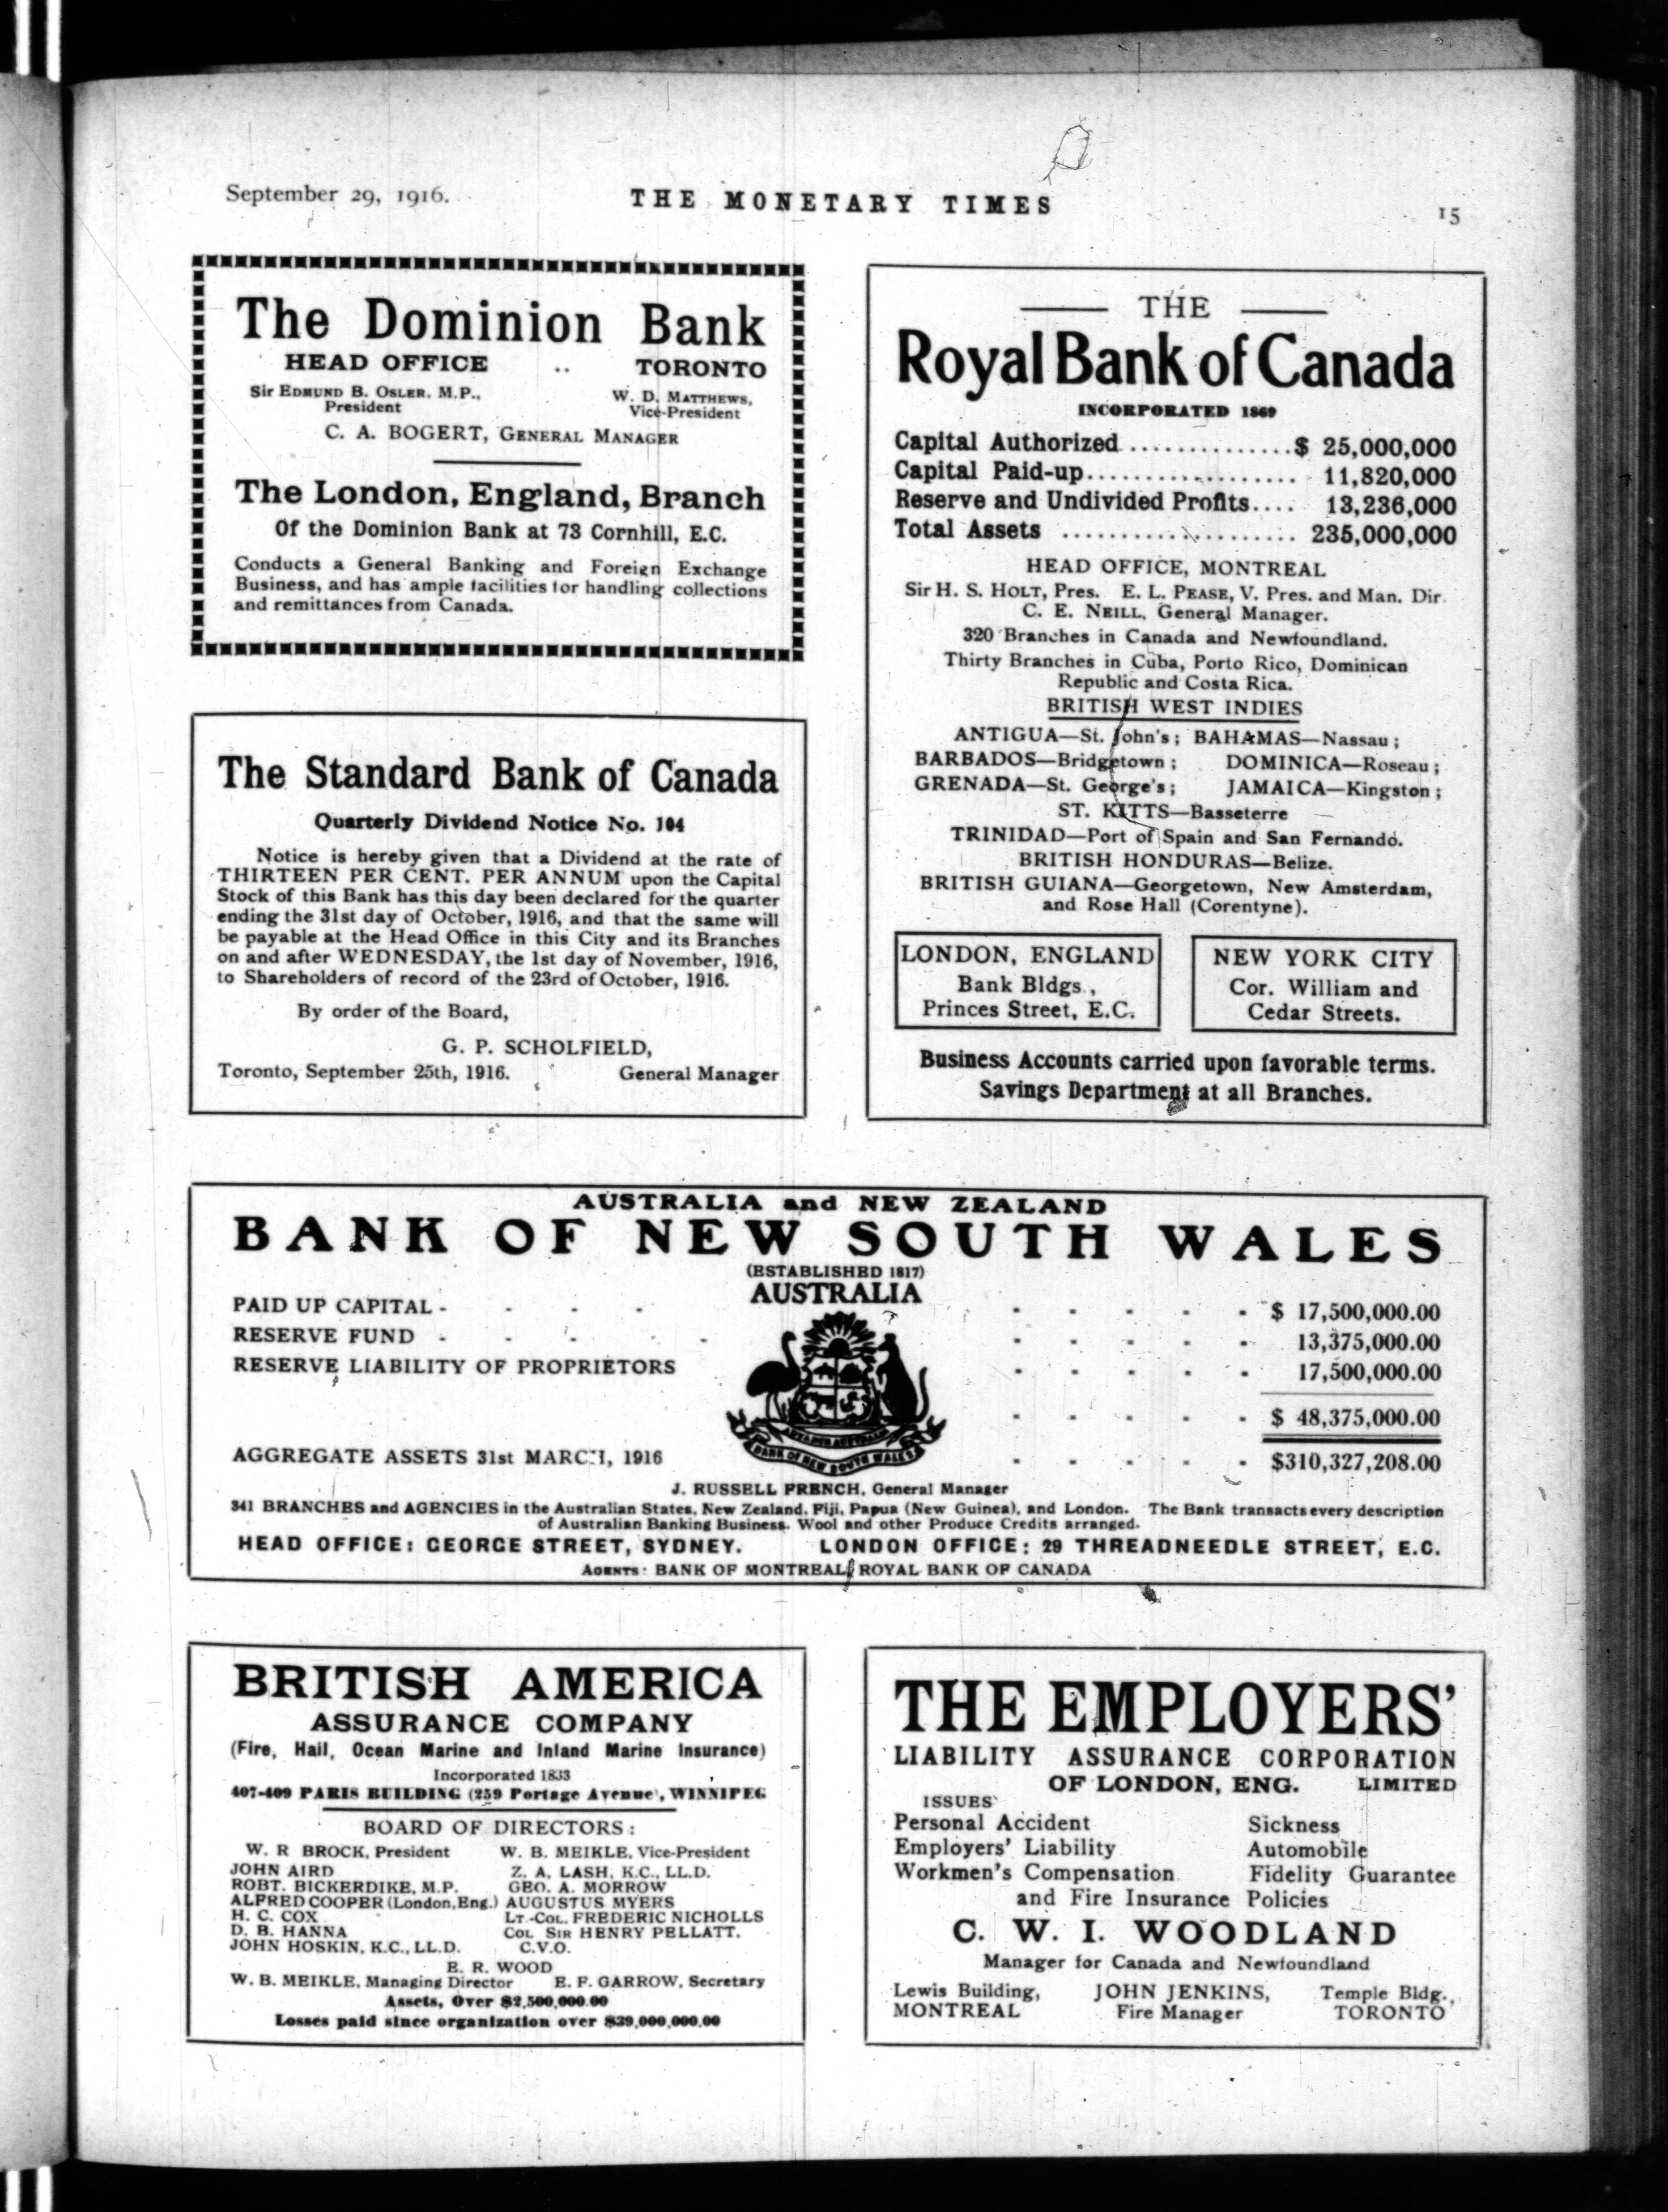 September 29, 1916.
THE MONETARY TIMES
15
The Dominion Bank
HEAD OFFICE .. TORONTO
Sir EDMUND B. OSLER, M.P., W. D. MATTHEWS,
President Vice-President
C. A. BOGERT, GENERAL MANAGER
The London, England, Branch
Of the Dominion Bank at 73 Cornhill, E.C.
Conducts a General Banking and Foreign Exchange
Business, and has ample facilities for handling collections
and remittances from Canada.
The Standard Bank of Canada
Quarterly Dividend Notice No. 104
Notice is hereby given that a Dividend at the rate of
THIRTEEN PER CENT. PER ANNUM upon the Capital
Stock of this Bank has this day been declared for the quarter
ending the 31st day of October, 1916, and that the same will
be payable at the Head Office in this City and its Branches
on and after WEDNESDAY, the 1st day of November, 1916,
to Shareholders of record of the 23rd of October, 1916.
By order of the Board,
G. P. SCHOLFIELD,
Toronto, September 25th, 1916. General Manager
THE
Royal Bank of Canada
INCORPORATED 1869
Capital Authorized ..............$ 25,000,000
Capital Paid-up.................. 11,820,000
Reserve and Undivided Profits.... 13,236,000
Total Assets .................... 235,000,000
HEAD OFFICE, MONTREAL
Sir H. S. HOLT, Pres. E. L. PEASE, V. Pres. and Man. Dir.
C. E. NEILL, General Manager.
320 Branches in Canada and Newfoundland.
Thirty Branches in Cuba, Porto Rico, Dominican
Republic and Costa Rica.
BRITISH WEST INDIES
ANTIGUA—St. John's; BAHAMAS—Nassau;
BARBADOS—Bridgetown; DOMINICA—Roseau;
GRENADA—St. George's; JAMAICA—Kingston;
ST. KITTS—Basseterre
TRINIDAD—Port of Spain and San Fernando.
BRITISH HONDURAS—Belize.
BRITISH GUIANA—Georgetown, New Amsterdam,
and Rose Hall (Corentyne).
LONDON, ENGLAND
Bank Bldgs.,
Princes Street, E.C.
NEW YORK CITY
Cor. William and
Cedar Streets.
Business Accounts carried upon favorable terms.
Savings Department at all Branches.
AUSTRALIA and NEW ZEALAND
BANK OF NEW SOUTH WALES
(ESTABLISHED 1817)
AUSTRALIA
PAID UP CAPITAL - - - - - - - - - $ 17,500,000.00
RESERVE FUND - - - - - - - - - - 13,375,000.00
RESERVE LIABILITY OF PROPRIETORS - - - - - 17,500,000.00
- - - - - $ 48,375,000.00
AGGREGATE ASSETS 31st MARCH, 1916 - - - - - $310,327,208.00
ADVANCE AUSTRALIA
BANK OF NEW SOUTH WALES
J. RUSSELL FRENCH, General Manager
341 BRANCHES and AGENCIES in the Australian States, New Zealand, Fiji, Papua (New Guinea), and London. The Bank transacts every description
of Australian Banking Business. Wool and other Produce Credits arranged.
HEAD OFFICE: GEORGE STREET, SYDNEY. LONDON OFFICE: 29 THREADNEEDLE STREET, E.C.
AGENTS: BANK OF MONTREAL; ROYAL BANK OF CANADA
BRITISH AMERICA
ASSURANCE COMPANY
(Fire, Hail, Ocean Marine and Inland Marine Insurance)
Incorporated 1833
407-409 PARIS BUILDING (259 Portage Avenue), WINNIPEG
BOARD OF DIRECTORS:
W. R BROCK, President W. B. MEIKLE, Vice-President
JOHN AIRD Z. A. LASH, K.C., LL.D.
ROBT. BICKERDIKE, M.P. GEO. A. MORROW
ALFRED COOPER (London, Eng.) AUGUSTUS MYERS
H. C. COX LT.-COL. FREDERIC NICHOLLS
D. B. HANNA COL SIR HENRY PELLATT,
JOHN HOSKIN, K.C., LL.D. C.V.O.
E. R. WOOD
W. B. MEIKLE, Managing Director E. F. GARROW, Secretary
Assets, Over $2,500,000.00
Losses paid since organization over $39,000,000.00
THE EMPLOYERS'
LIABILITY ASSURANCE CORPORATION
OF LONDON, ENG. LIMITED
ISSUES
Personal Accident Sickness
Employers' Liability Automobile
Workmen's Compensation Fidelity Guarantee
and Fire Insurance Policies
C. W. I. WOODLAND
Manager for Canada and Newfoundland
Lewis Building, JOHN JENKINS, Temple Bldg.,
MONTREAL Fire Manager TORONTO